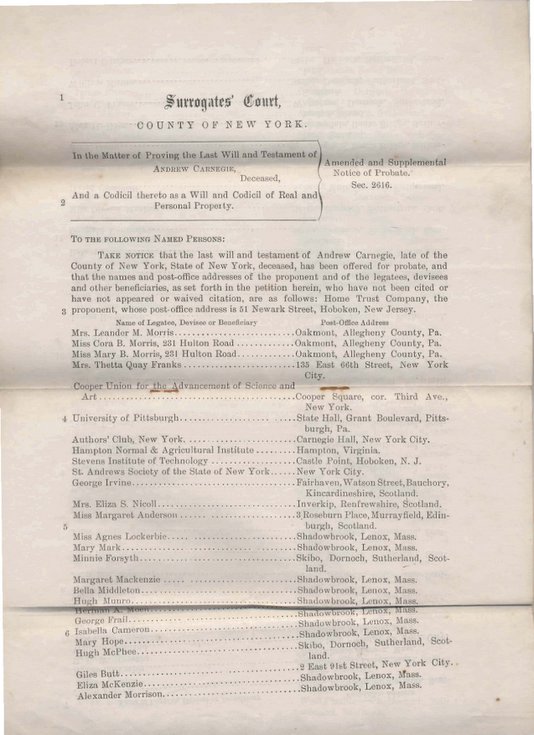 1
Surrogates' Court,
COUNTY OF NEW YORK.
In the Matter of Proving the Last Will and Testament of
ANDREW CARNEGIE,
Deceased,
2 And a Codicil thereto as a Will and Codicil of Real and
Personal Property.
Amended and Supplemental
Notice of Probate.
Sec. 2616.
TO THE FOLLOWING NAMED PERSONS:
TAKE NOTICE that the last will and testament of Andrew Carnegie, late of the
County of New York, State of New York, deceased, has been offered for probate, and
that the names and post-office addresses of the proponent and of the legatees, devisees
and other beneficiaries, as set forth in the petition herein, who have not been cited or
have not appeared or waived citation, are as follows: Home Trust Company, the
3 proponent, whose post-office address is 51 Newark Street, Hoboken, New Jersey.
Name of Legatee, Devisee or Beneficiary Post-Office Address
Mrs. Leander M. Morris..........Oakmont, Allegheny County, Pa.
Miss Cora B. Morris, 231 Hulton Road..........Oakmont, Allegheny County, Pa.
Miss Mary B. Morris, 231 Hulton Road..........Oakmont, Allegheny County, Pa.
Mrs. Thetta Quay Franks..........135 East 66th Street, New York
City.
Cooper Union for the Advancement of Science and
Art..........Cooper Square, cor. Third Ave.,
New York.
4 University of Pittsburgh..........State Hall, Grant Boulevard, Pitts-
burgh, Pa.
Authors' Club, New York..........Carnegie Hall, New York City.
Hampton Normal & Agricultural Institute..........Hampton, Virginia.
Stevens Institute of Technology..........Castle Point, Hoboken, N. J.
St. Andrews Society of the State of New York.....New York City.
George Irvine..........Fairhaven, Watson Street, Bauchory,
Kincardineshire, Scotland.
Mrs. Eliza S. Nicoll..........Inverkip, Renfrewshire, Scotland.
Miss Margaret Anderson..........3 Roseburn Place, Murrayfield, Edin-
5 burgh, Scotland.
Miss Agnes Lockerbie..........Shadowbrook, Lenox, Mass.
Mary Mark..........Shadowbrook, Lenox, Mass.
Minnie Forsyth..........Skibo, Dornoch, Sutherland, Scot-
land.
Margaret Mackenzie..........Shadowbrook, Lenox, Mass.
Bella Middleton..........Shadowbrook, Lenox, Mass.
Hugh Munro..........Shadowbrook, Lenox, Mass.
Herman A...........Shadowbrook, Lenox, Mass.
George Frail..........Shadowbrook, Lenox, Mass.
6 Isabella Cameron..........Shadowbrook, Lenox, Mass.
Mary Hope..........Skibo, Dornoch, Sutherland, Scot-
Hugh McPhee..........land.
Giles Butt..........2 East 91st Street, New York City.
Eliza McKenzie..........Shadowbrook, Lenox, Mass.
Alexander Morrison..........Shadowbrook, Lenox, Mass.